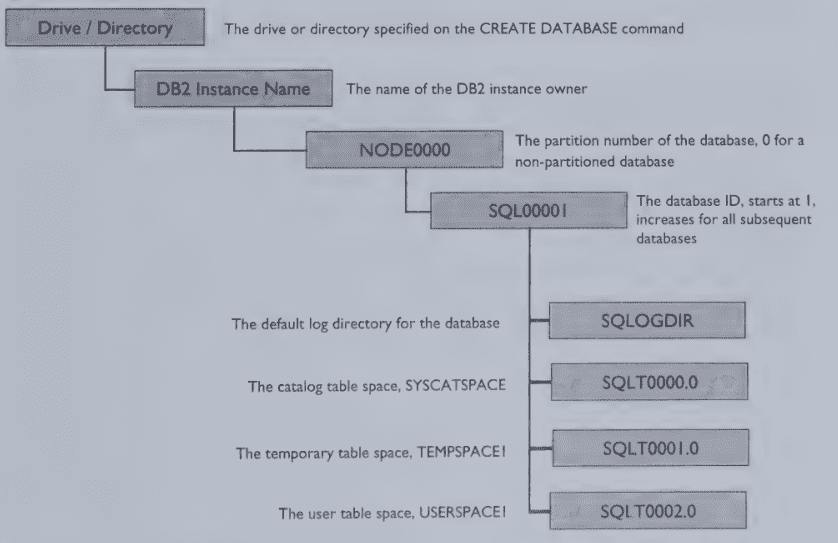 Drive / Directory
The drive or directory specified on the CREATE DATABASE command
DB2 Instance Name
The name of the DB2 instance owner
NODE0000
The partition number of the database, 0 for a
non-partitioned database
SQL00001
The database ID, starts at 1,
increases for all subsequent
databases
The default log directory for the database
SQLOGDIR
The catalog table space, SYSCATSPACE
SQLT0000.0
The temporary table space, TEMPSPACE1
SQLT0001.0
The user table space, USERSPACE1
SQLT0002.0